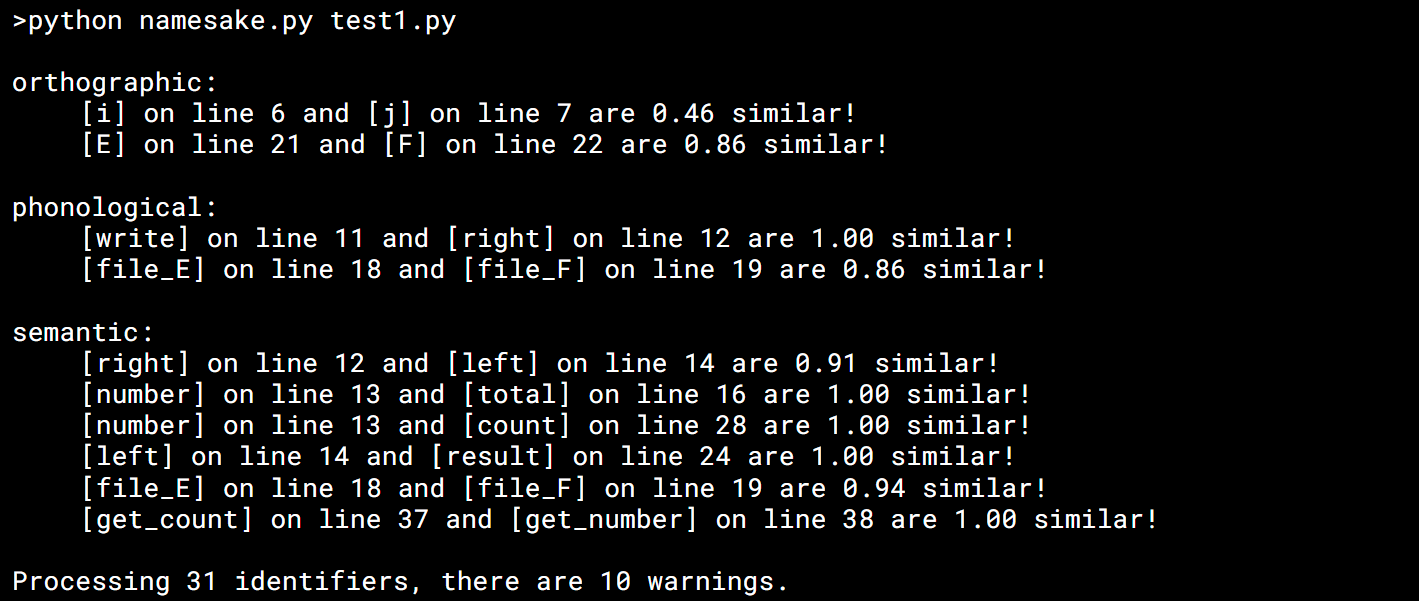 >python namesake.py test1.py
orthographic:
[i] on line 6 and [j] on line 7 are 0.46 similar!
[E] on line 21 and [F] on line 22 are 0.86 similar!
phonological:
[write] on line 11 and [right] on line 12 are 1.00 similar!
[file_E] on line 18 and [file_F] on line 19 are 0.86 similar!
semantic:
[right] on line 12 and [left] on line 14 are 0.91 similar!
[number] on line 13 and [total] on line 16 are 1.00 similar!
[number] on line 13 and [count] on line 28 are 1.00 similar!
[left] on line 14 and [result] on line 24 are 1.00 similar!
[file_E] on line 18 and [file_F] on line 19 are 0.94 similar!
[get_count] on line 37 and [get_number] on line 38 are 1.00 similar!
Processing 31 identifiers, there are 10 warnings.